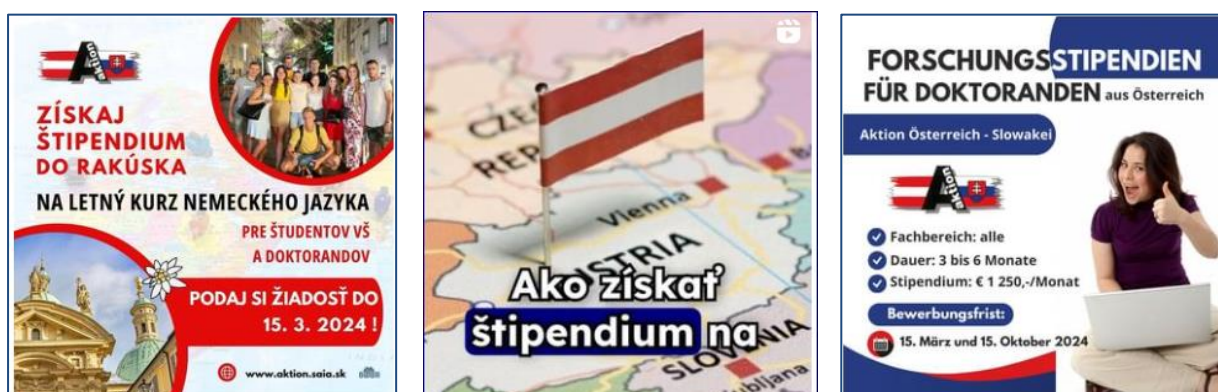 Aktion
ZÍSKAJ
ŠTIPENDIUM
DO RAKÚSKA
NA LETNÝ KURZ NEMECKÉHO JAZYKA
PRE ŠTUDENTOV VŠ
A DOKTORANDOV
PODAJ SI ŽIADOSŤ DO
15. 3. 2024 !
www.aktion.saia.sk
CZE
REP
Vienna
AUSTRIA
Ako získať
štipendium na
SLOVENIA
Ljubljana
FORSCHUNGSSTIPENDIEN
FÜR DOKTORANDEN aus Österreich
Aktion Österreich - Slowakei
Aktion
Fachbereich: alle
Dauer: 3 bis 6 Monate
Stipendium: € 1 250,-/Monat
Bewerbungsfrist:
15. März und 15. Oktober 2024